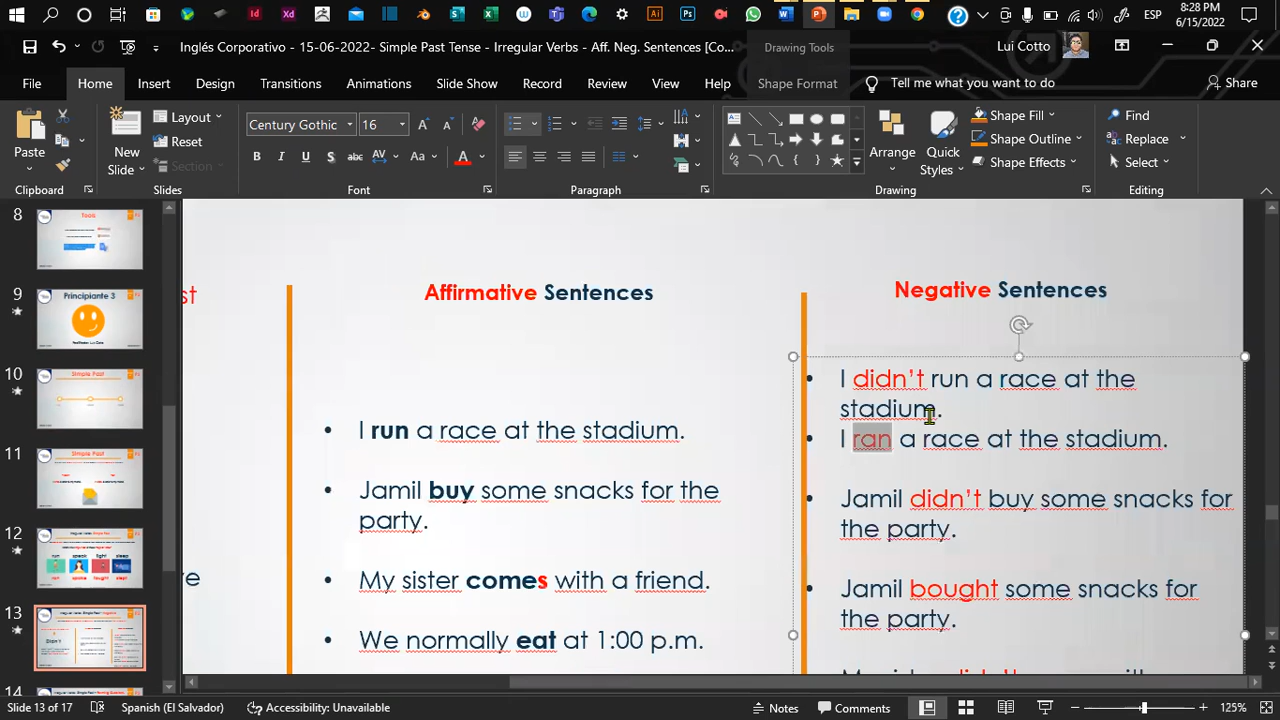 8:28 PM
ESP
6/15/2022
Inglés Corporativo - 15-06-2022- Simple Past Tense - Irregular Verbs - Aff. Neg. Sentences [Co...
Drawing Tools
Lui Cotto
File
Home
Insert
Design
Transitions
Animations
Slide Show
Record
Review
View
Help
Shape Format
Tell me what you want to do
Share
Paste
New
Slide
Layout
Reset
Section
Century Gothic
16
Arrange
Quick
Styles
Shape Fill
Shape Outline
Shape Effects
Find
Replace
Select
Clipboard
Slides
Font
Paragraph
Drawing
Editing
8
9
Principiante 3
10
Simple Past
11
Simple Past
12
run speak fight sleep
13
14
st
Affirmative Sentences
Negative Sentences
• I run a race at the stadium.
• Jamil buy some snacks for the
party.
• My sister comes with a friend.
• We normally eat at 1:00 p.m.
• I didn't run a race at the
stadium.
• I ran a race at the stadium.
• Jamil didn't buy some snacks for
the party.
• Jamil bought some snacks for
the party.
Slide 13 of 17
Spanish (El Salvador)
Accessibility: Unavailable
Notes
Comments
125%